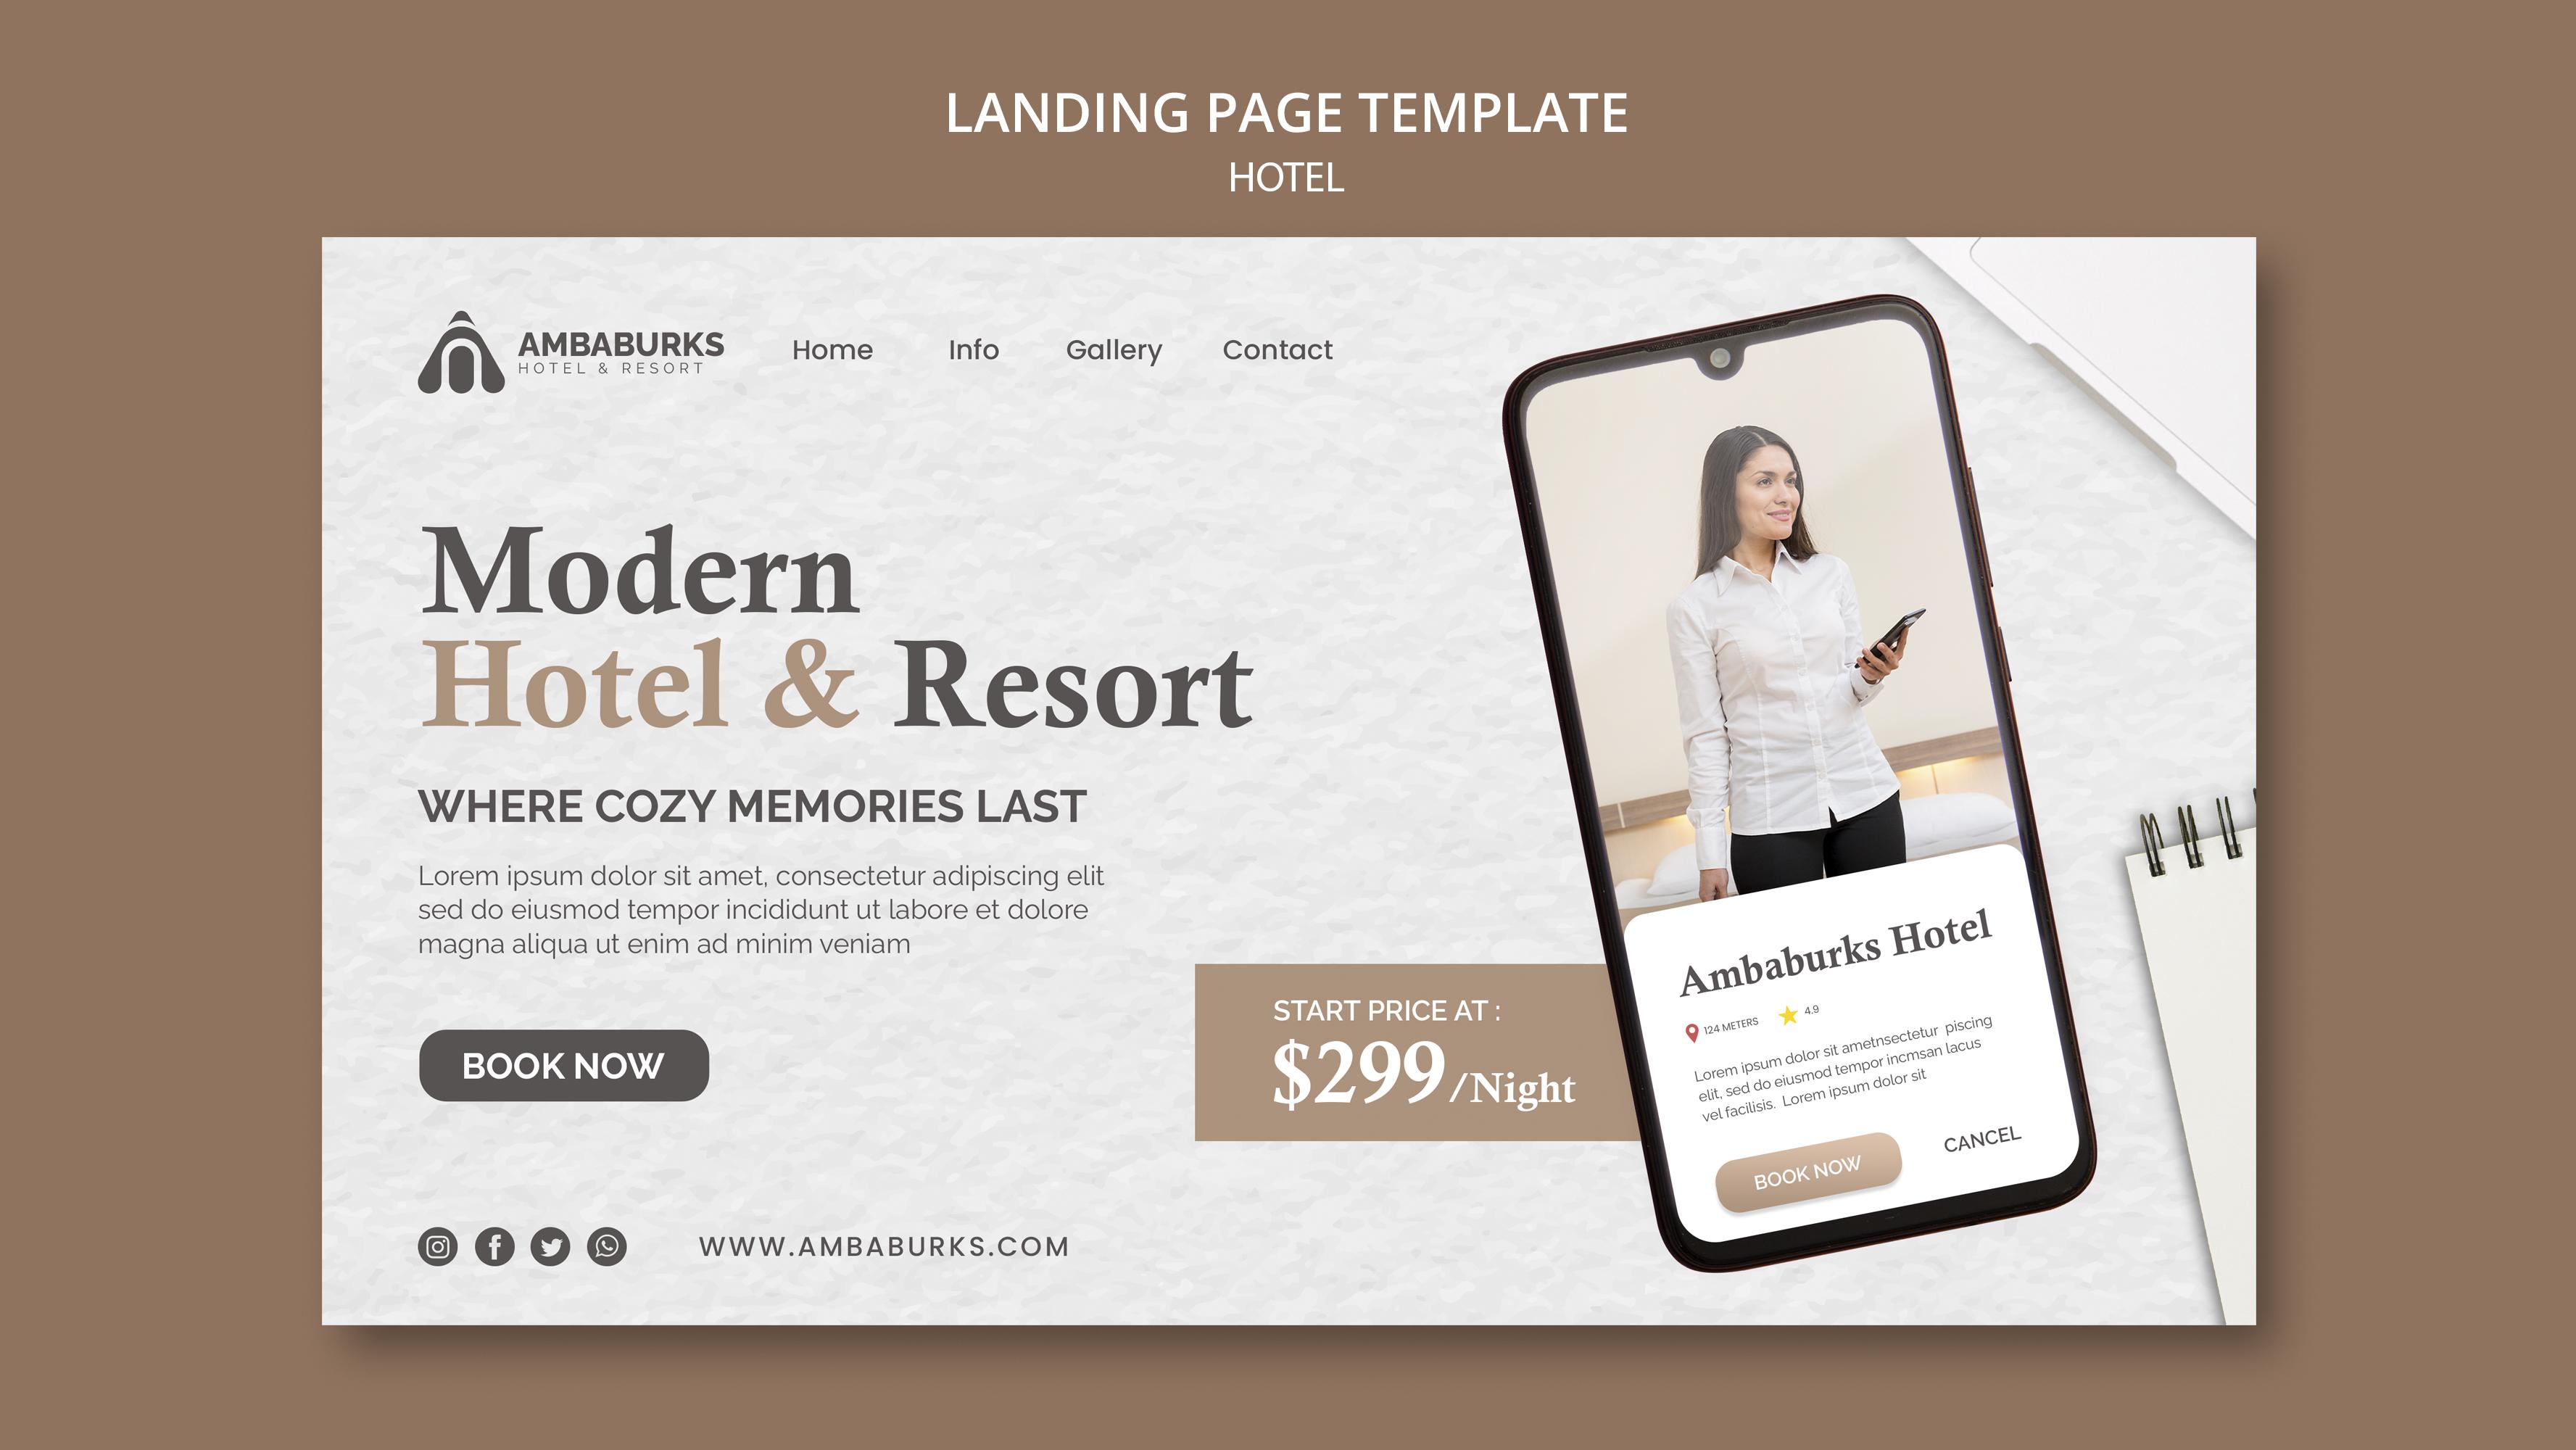 LANDING PAGE TEMPLATE
HOTEL
AMBABURKS
HOTEL & RESORT
Home Info Gallery Contact
Modern
Hotel & Resort
WHERE COZY MEMORIES LAST
Lorem ipsum dolor sit amet, consectetur adipiscing elit
sed do eiusmod tempor incididunt ut labore et dolore
magna aliqua ut enim ad minim veniam
BOOK NOW
START PRICE AT :
$299/Night
WWW.AMBABURKS.COM
Ambaburks Hotel
124 METERS 4.9
Lorem ipsum dolor sit ametnsectetur piscing
elit, sed do eiusmod tempor incmsan lacus
vel facilisis. Lorem ipsum dolor sit
BOOK NOW CANCEL